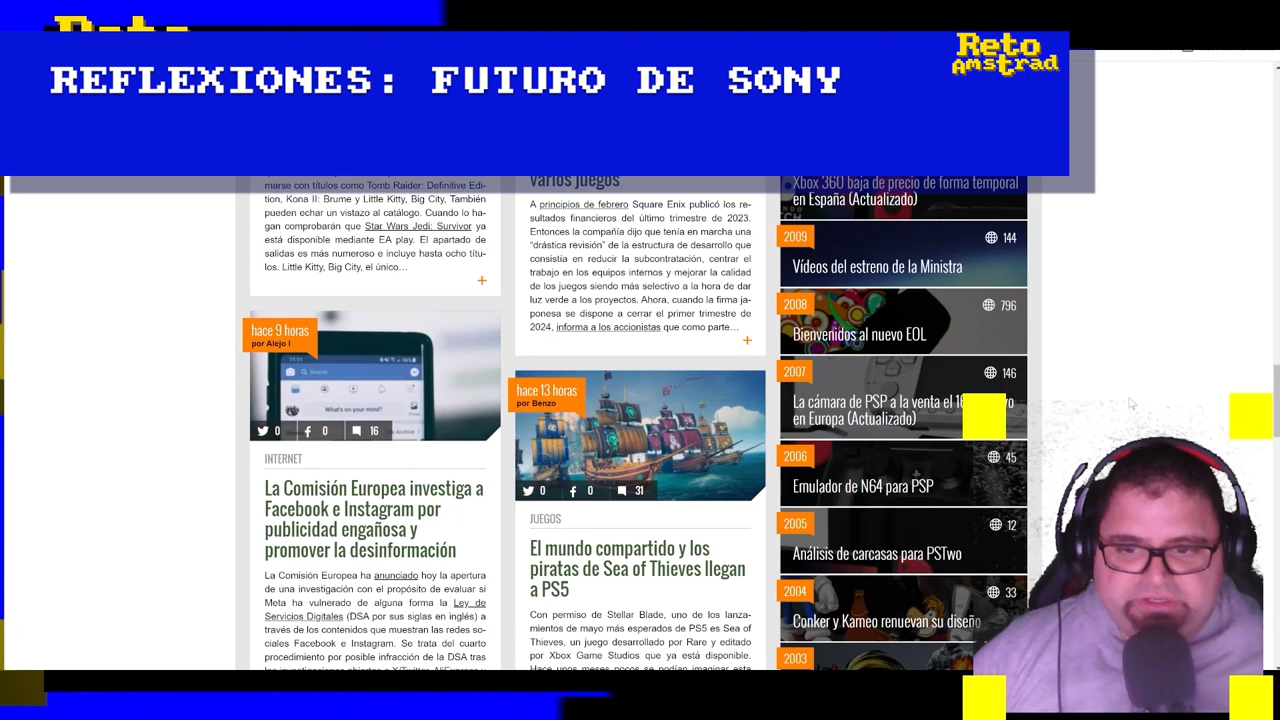 REFLEXIONES: FUTURO DE SONY
Reto
Amstrad
marse con títulos como Tomb Raider: Definitive Edi-
tion, Kona II: Brume y Little Kitty, Big City, También
pueden echar un vistazo al catálogo. Cuando lo ha-
gan comprobarán que Star Wars Jedi: Survivor ya
está disponible mediante EA play. El apartado de
salidas es más numeroso e incluye hasta ocho títu-
los. Little Kitty, Big City, el único…
+
hace 9 horas
por Alejo I
Search
What's on your mind?
0
0
16
INTERNET
La Comisión Europea investiga a
Facebook e Instagram por
publicidad engañosa y
promover la desinformación
La Comisión Europea ha anunciado hoy la apertura
de una investigación con el propósito de evaluar si
Meta ha vulnerado de alguna forma la Ley de
Servicios Digitales (DSA por sus siglas en inglés) a
través de los contenidos que muestran las redes so-
ciales Facebook e Instagram. Se trata del cuarto
procedimiento por posible infracción de la DSA tras
varios juegos
A principios de febrero Square Enix publicó los re-
sultados financieros del último trimestre de 2023.
Entonces la compañía dijo que tenía en marcha una
“drástica revisión” de la estructura de desarrollo que
consistía en reducir la subcontratación, centrar el
trabajo en los equipos internos y mejorar la calidad
de los juegos siendo más selectivo a la hora de dar
luz verde a los proyectos. Ahora, cuando la firma ja-
ponesa se dispone a cerrar el primer trimestre de
2024, informa a los accionistas que como parte…
+
hace 13 horas
por Benzo
0
0
31
JUEGOS
El mundo compartido y los
piratas de Sea of Thieves llegan
a PS5
Con permiso de Stellar Blade, uno de los lanza-
mientos de mayo más esperados de PS5 es Sea of
Thieves, un juego desarrollado por Rare y editado
por Xbox Game Studios que ya está disponible.
Hace unos meses pocos se podían imaginar esta
Xbox 360 baja de precio de forma temporal
en España (Actualizado)
2009
144
Vídeos del estreno de la Ministra
2008
796
Bienvenidos al nuevo EOL
2007
146
La cámara de PSP a la venta el
en Europa (Actualizado)
2006
45
Emulador de N64 para PSP
2005
12
Análisis de carcasas para PSTwo
2004
33
Conker y Kameo renuevan su diseño
2003